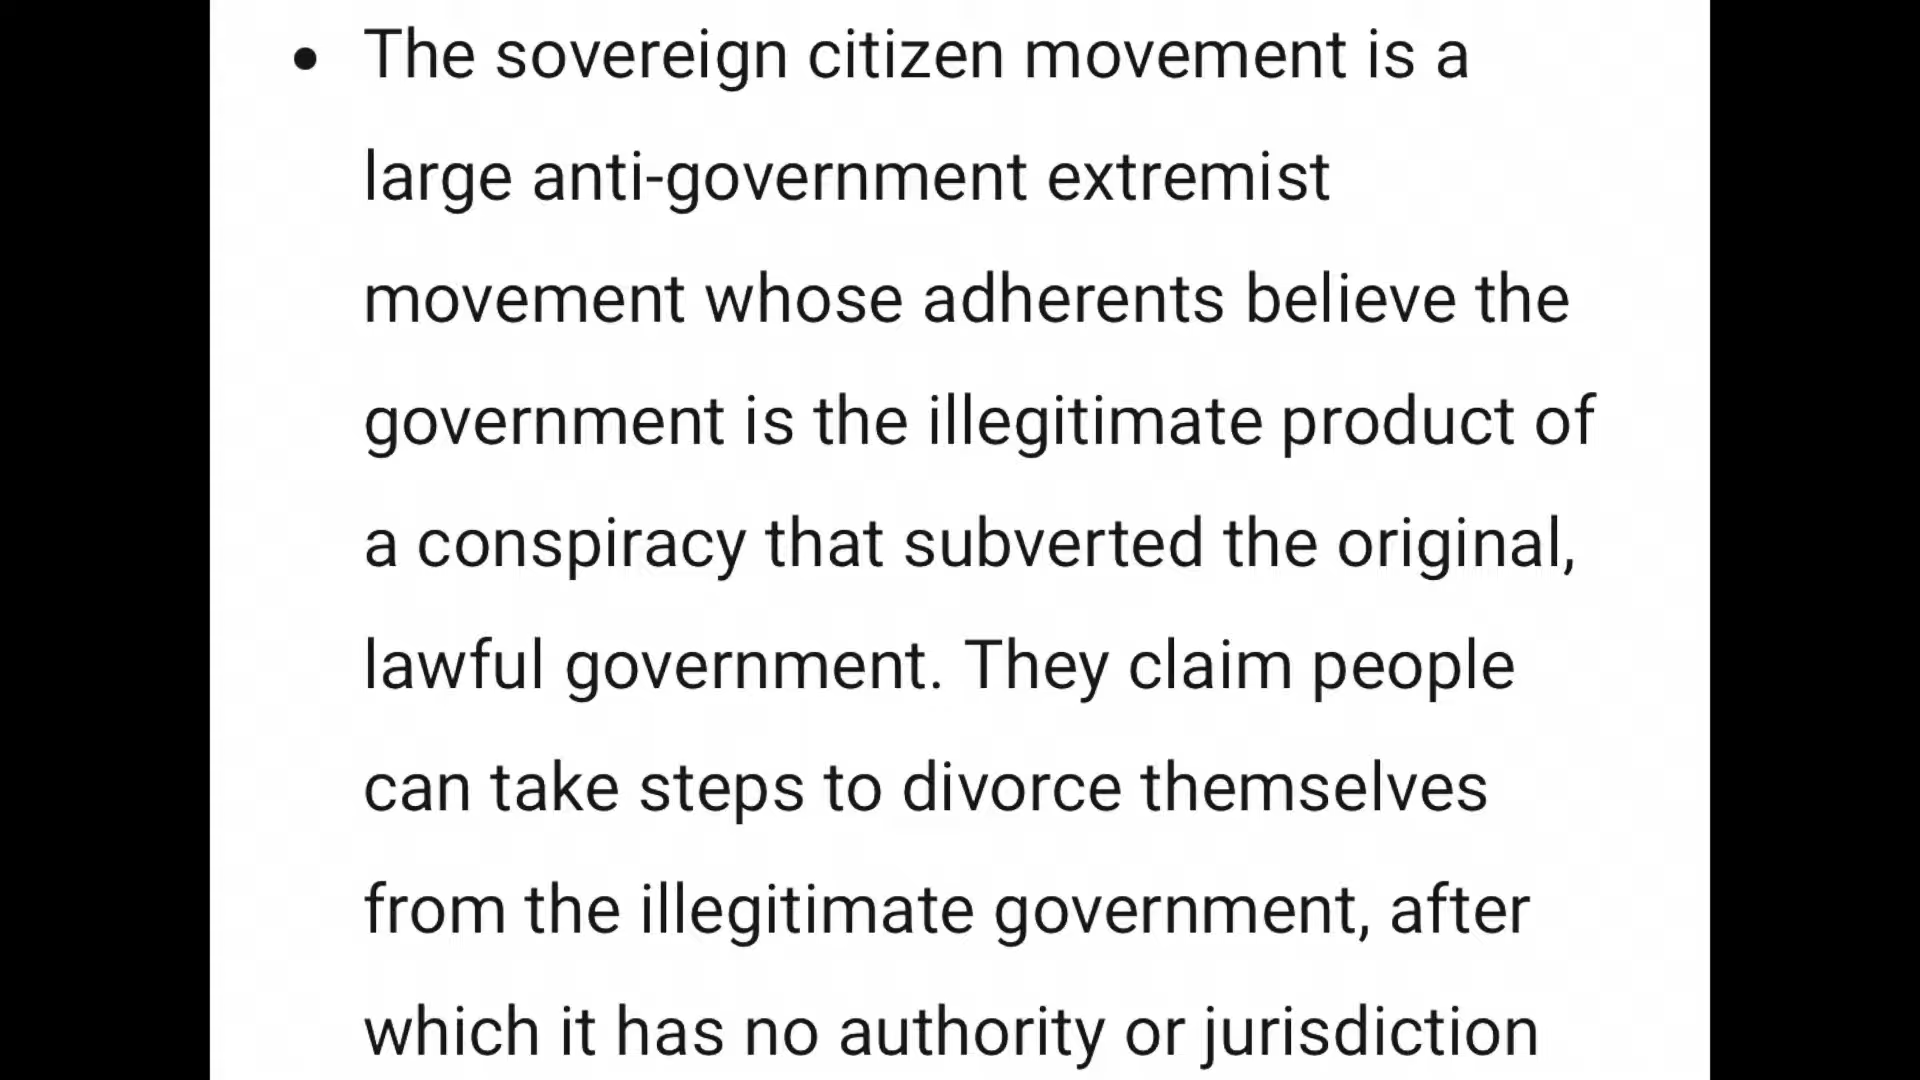 • The sovereign citizen movement is a
large anti-government extremist
movement whose adherents believe the
government is the illegitimate product of
a conspiracy that subverted the original,
lawful government. They claim people
can take steps to divorce themselves
from the illegitimate government, after
which it has no authority or jurisdiction